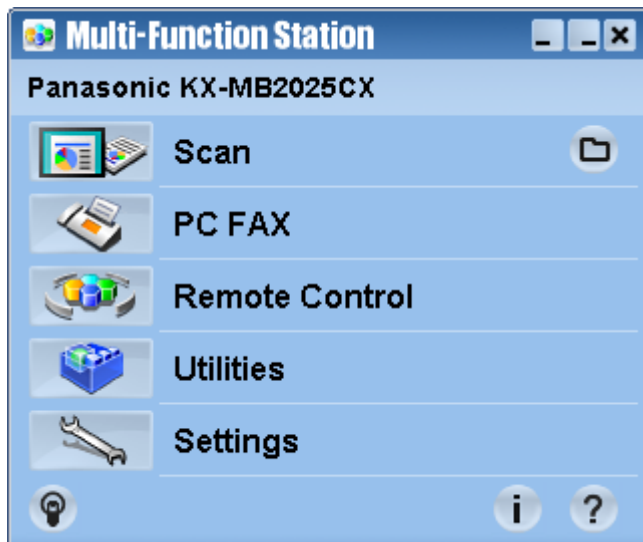 Multi-Function Station
Panasonic KX-MB2025CX
Scan
PC FAX
Remote Control
Utilities
Settings
i ?